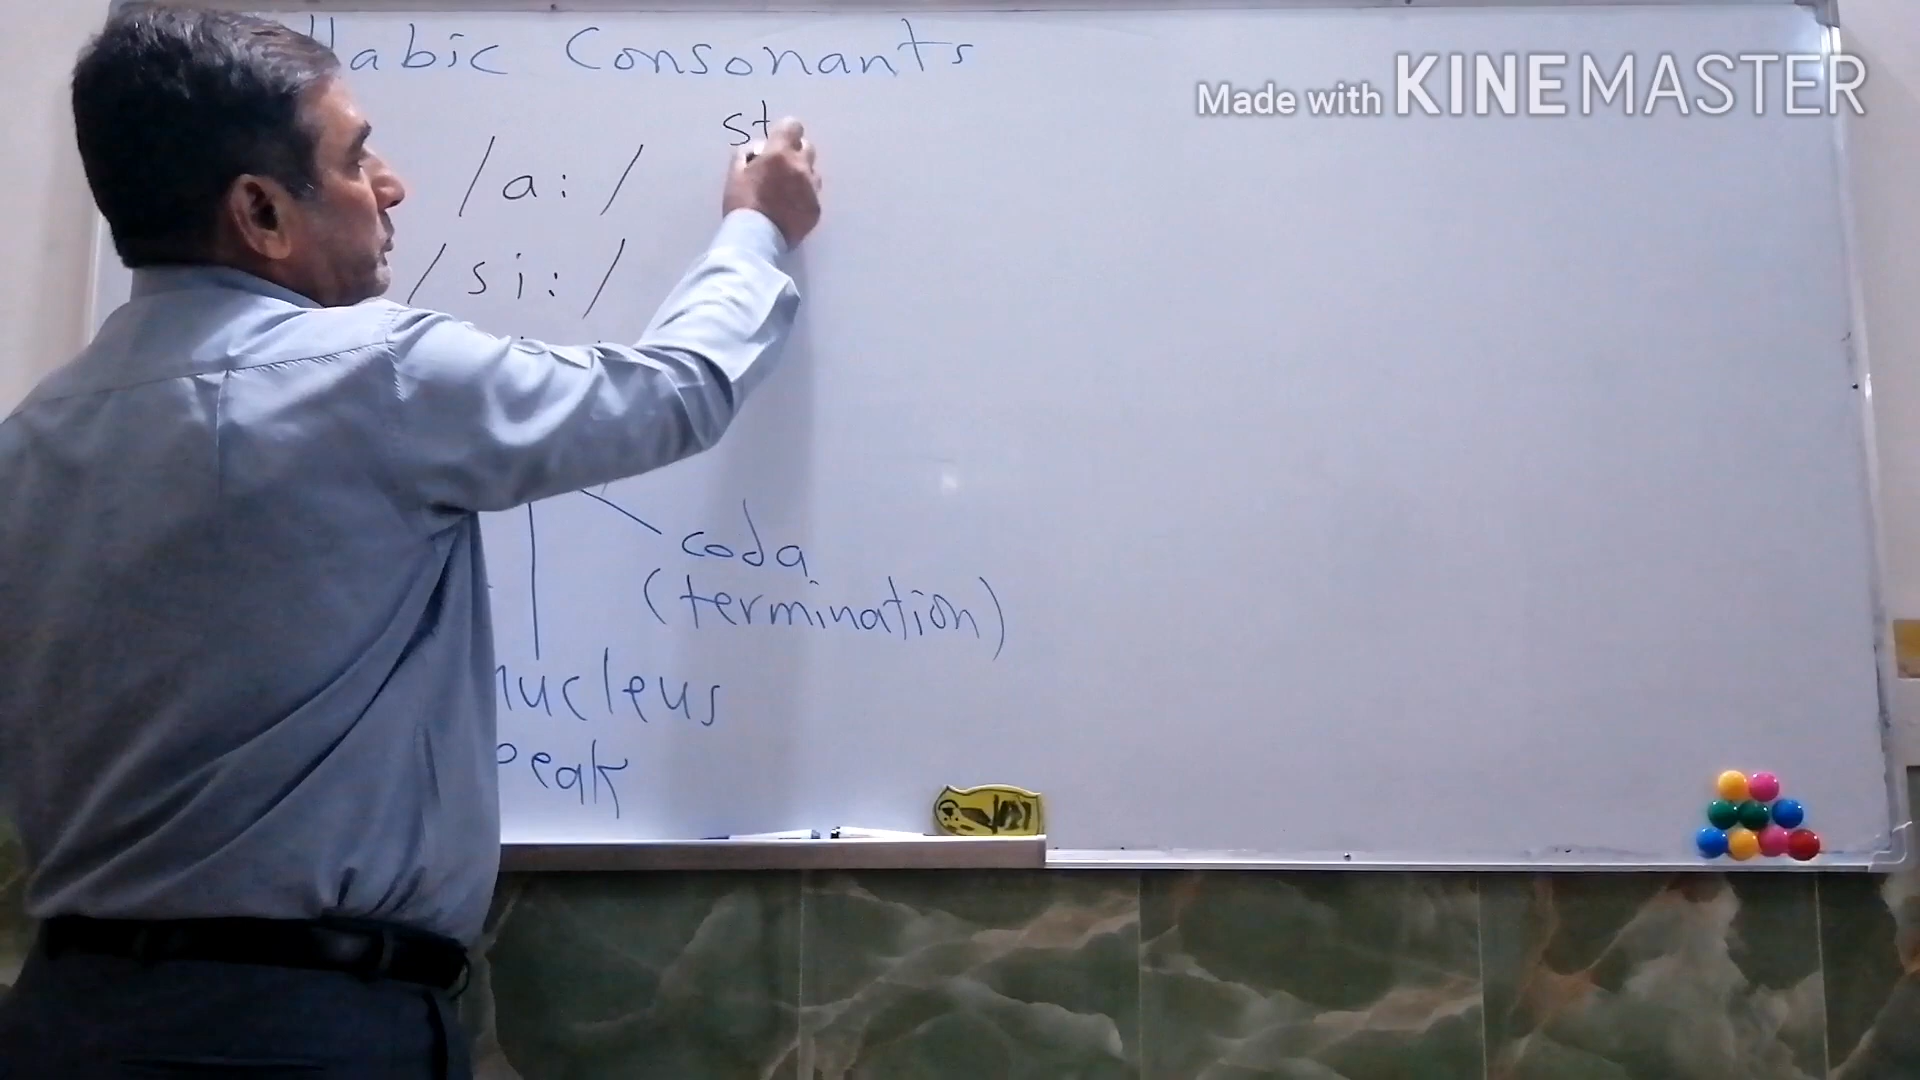 llabic Consonants
Made with KINEMASTER
st
/a:/
/si:/
coda
(termination)
nucleus
peak